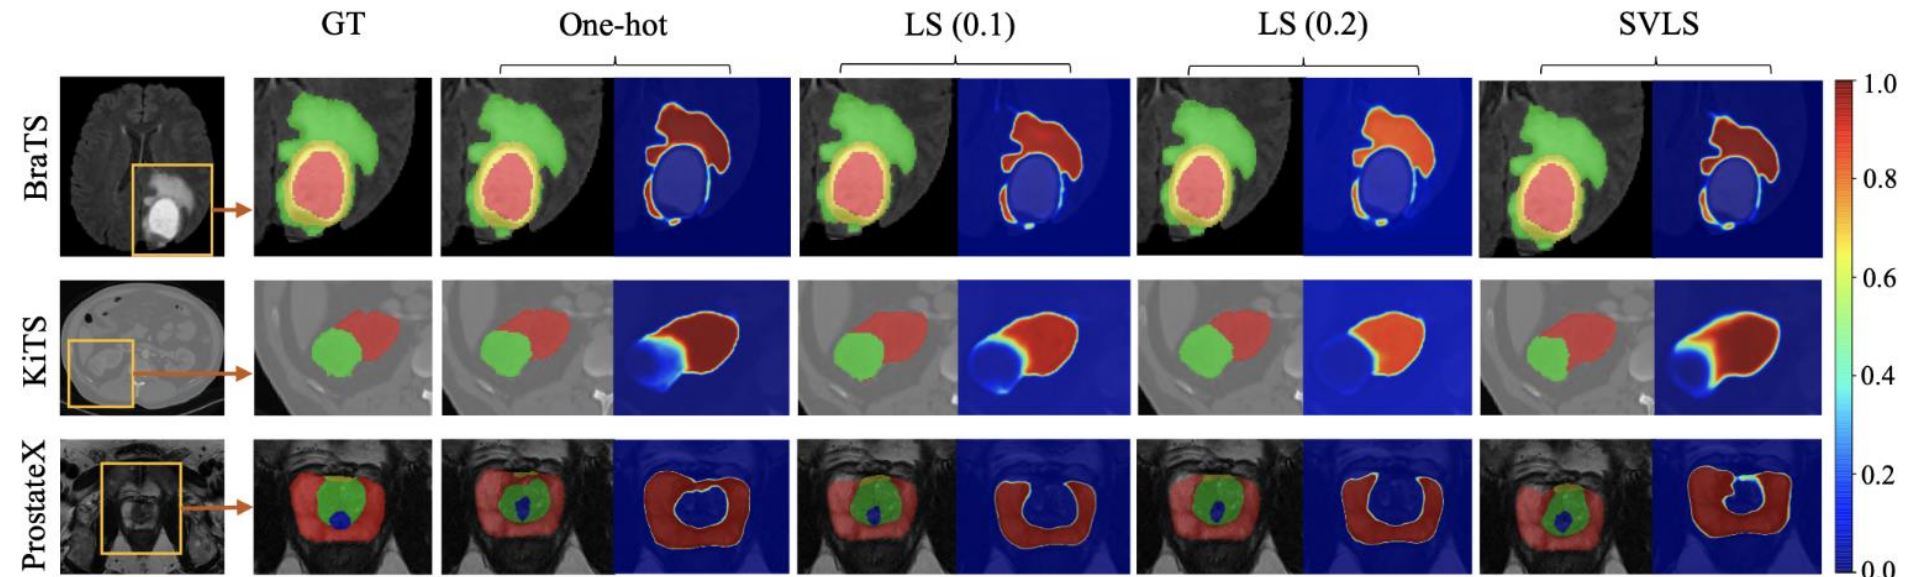 GT One-hot LS (0.1) LS (0.2) SVLS
BraTS
KiTS
ProstateX
1.0
0.8
0.6
0.4
0.2
0.0